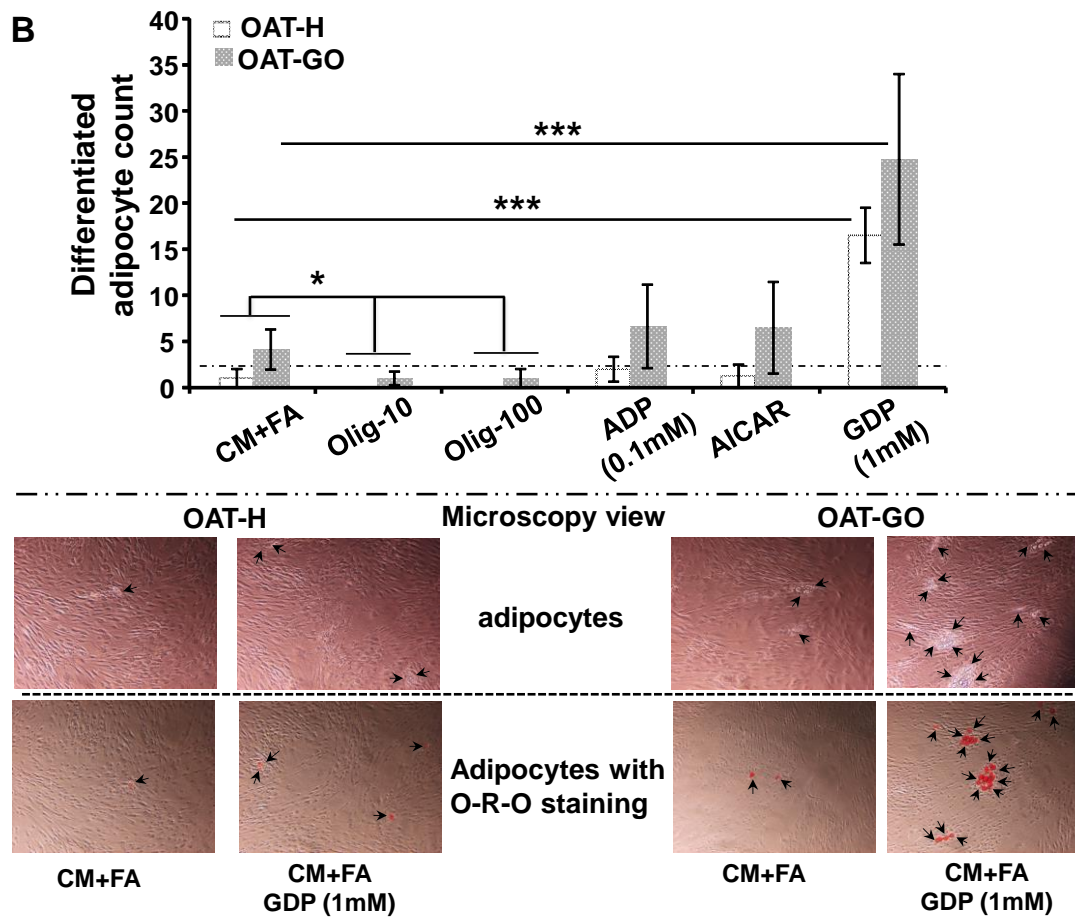 B
OAT-H
OAT-GO
Differentiated
adipocyte count
40
35
30
25
20
15
10
5
0
***
***
*
CM+FA
Olig-10
Olig-100
ADP
(0.1mM)
AICAR
GDP
(1mM)
OAT-H
Microscopy view
OAT-GO
adipocytes
Adipocytes with
O-R-O staining
CM+FA
CM+FA
GDP (1mM)
CM+FA
CM+FA
GDP (1mM)